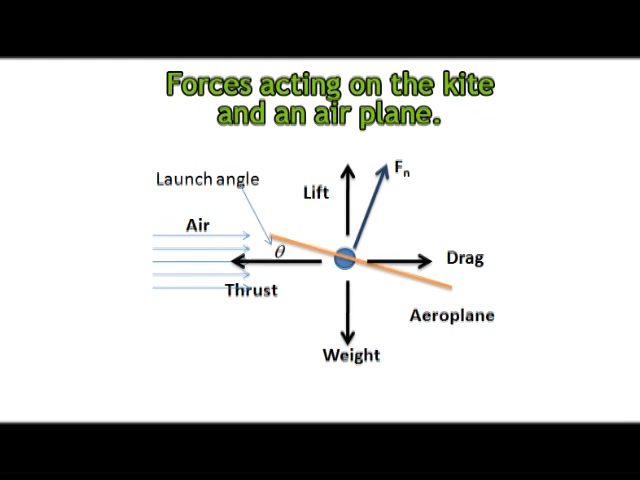 Forces acting on the kite
and an air plane.
Launch angle
Lift
Fn
Air
θ
Drag
Thrust
Aeroplane
Weight